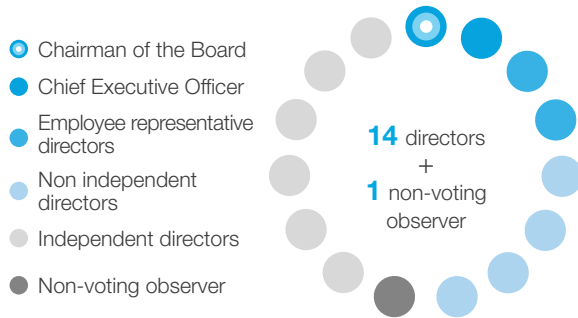 Chairman of the Board
Chief Executive Officer
Employee representative
directors
Non independent
directors
Independent directors
Non-voting observer
14 directors
+
1 non-voting
observer